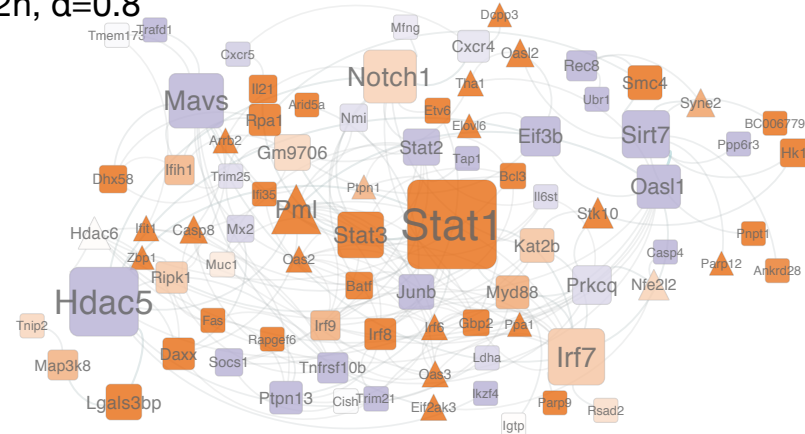 2h, d=0.8
Dcpp3
Tmem173
Trafd1
Mfng
Cxcr5
Cxcr4
Oasl2
Rec8
Smc4
Notch1
Tha1
Il21
Mavs
Arid5a
Etv6
Ubr1
Syne2
Rpa1
Nmi
Elovl6
BC006779
Arrb2
Stat2
Eif3b
Sirt7
Ppp6r3
Hk1
Gm9706
Tap1
Ifih1
Trim25
Dhx58
Ptpn1
Bcl3
Oasl1
Ifi35
Il6st
Pml
Stk10
Stat1
Hdac6
Ifit1
Casp8
Mx2
Stat3
Kat2b
Pnpt1
Zbp1
Oas2
Casp4
Muc1
Parp12
Ankrd28
Ripk1
Batf
Junb
Myd88
Prkcq
Nfe2l2
Hdac5
Tnip2
Fas
Irf9
Irf8
Irf6
Gbp2
Ppa1
Rapgef6
Irf7
Map3k8
Daxx
Socs1
Tnfrsf10b
Ldha
Oas3
Lgals3bp
Ptpn13
Cish
Trim21
Eif2ak3
Ikzf4
Parp9
Rsad2
Igtp